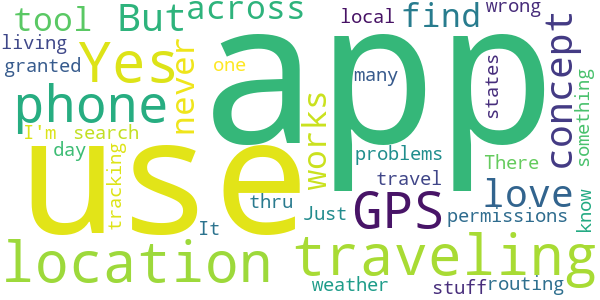 tool But across local find wrong
living Yes never one app concept
granted many states something
phone I'm search works
day tracking use problems There
travel love know
thru Just GPS permissions
It
location traveling
weather stuff routing